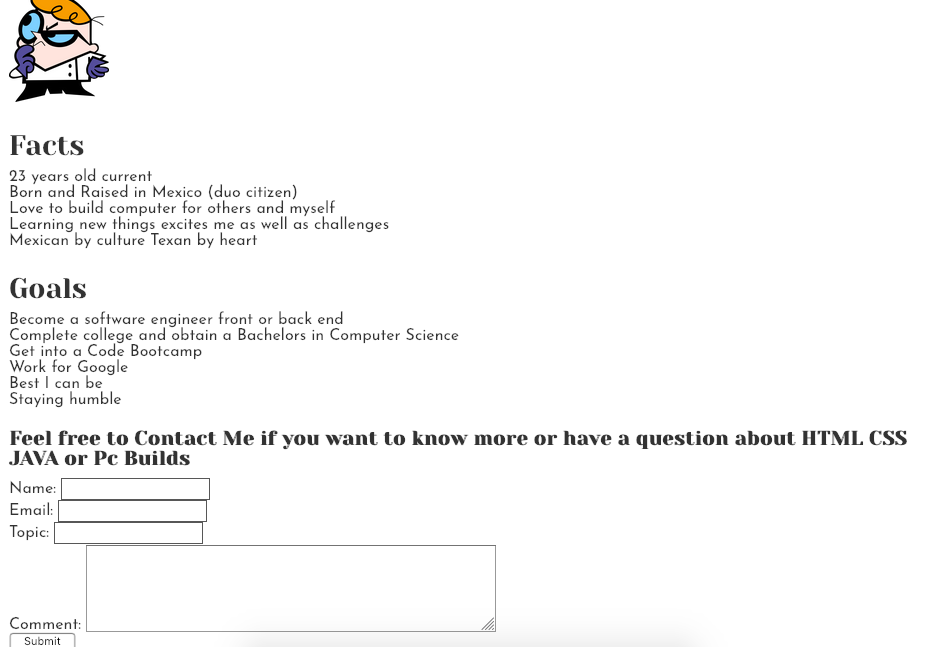 Facts
23 years old current
Born and Raised in Mexico (duo citizen)
Love to build computer for others and myself
Learning new things excites me as well as challenges
Mexican by culture Texan by heart
Goals
Become a software engineer front or back end
Complete college and obtain a Bachelors in Computer Science
Get into a Code Bootcamp
Work for Google
Best I can be
Staying humble
Feel free to Contact Me if you want to know more or have a question about HTML CSS
JAVA or Pc Builds
Name:
Email:
Topic:
Comment:
Submit